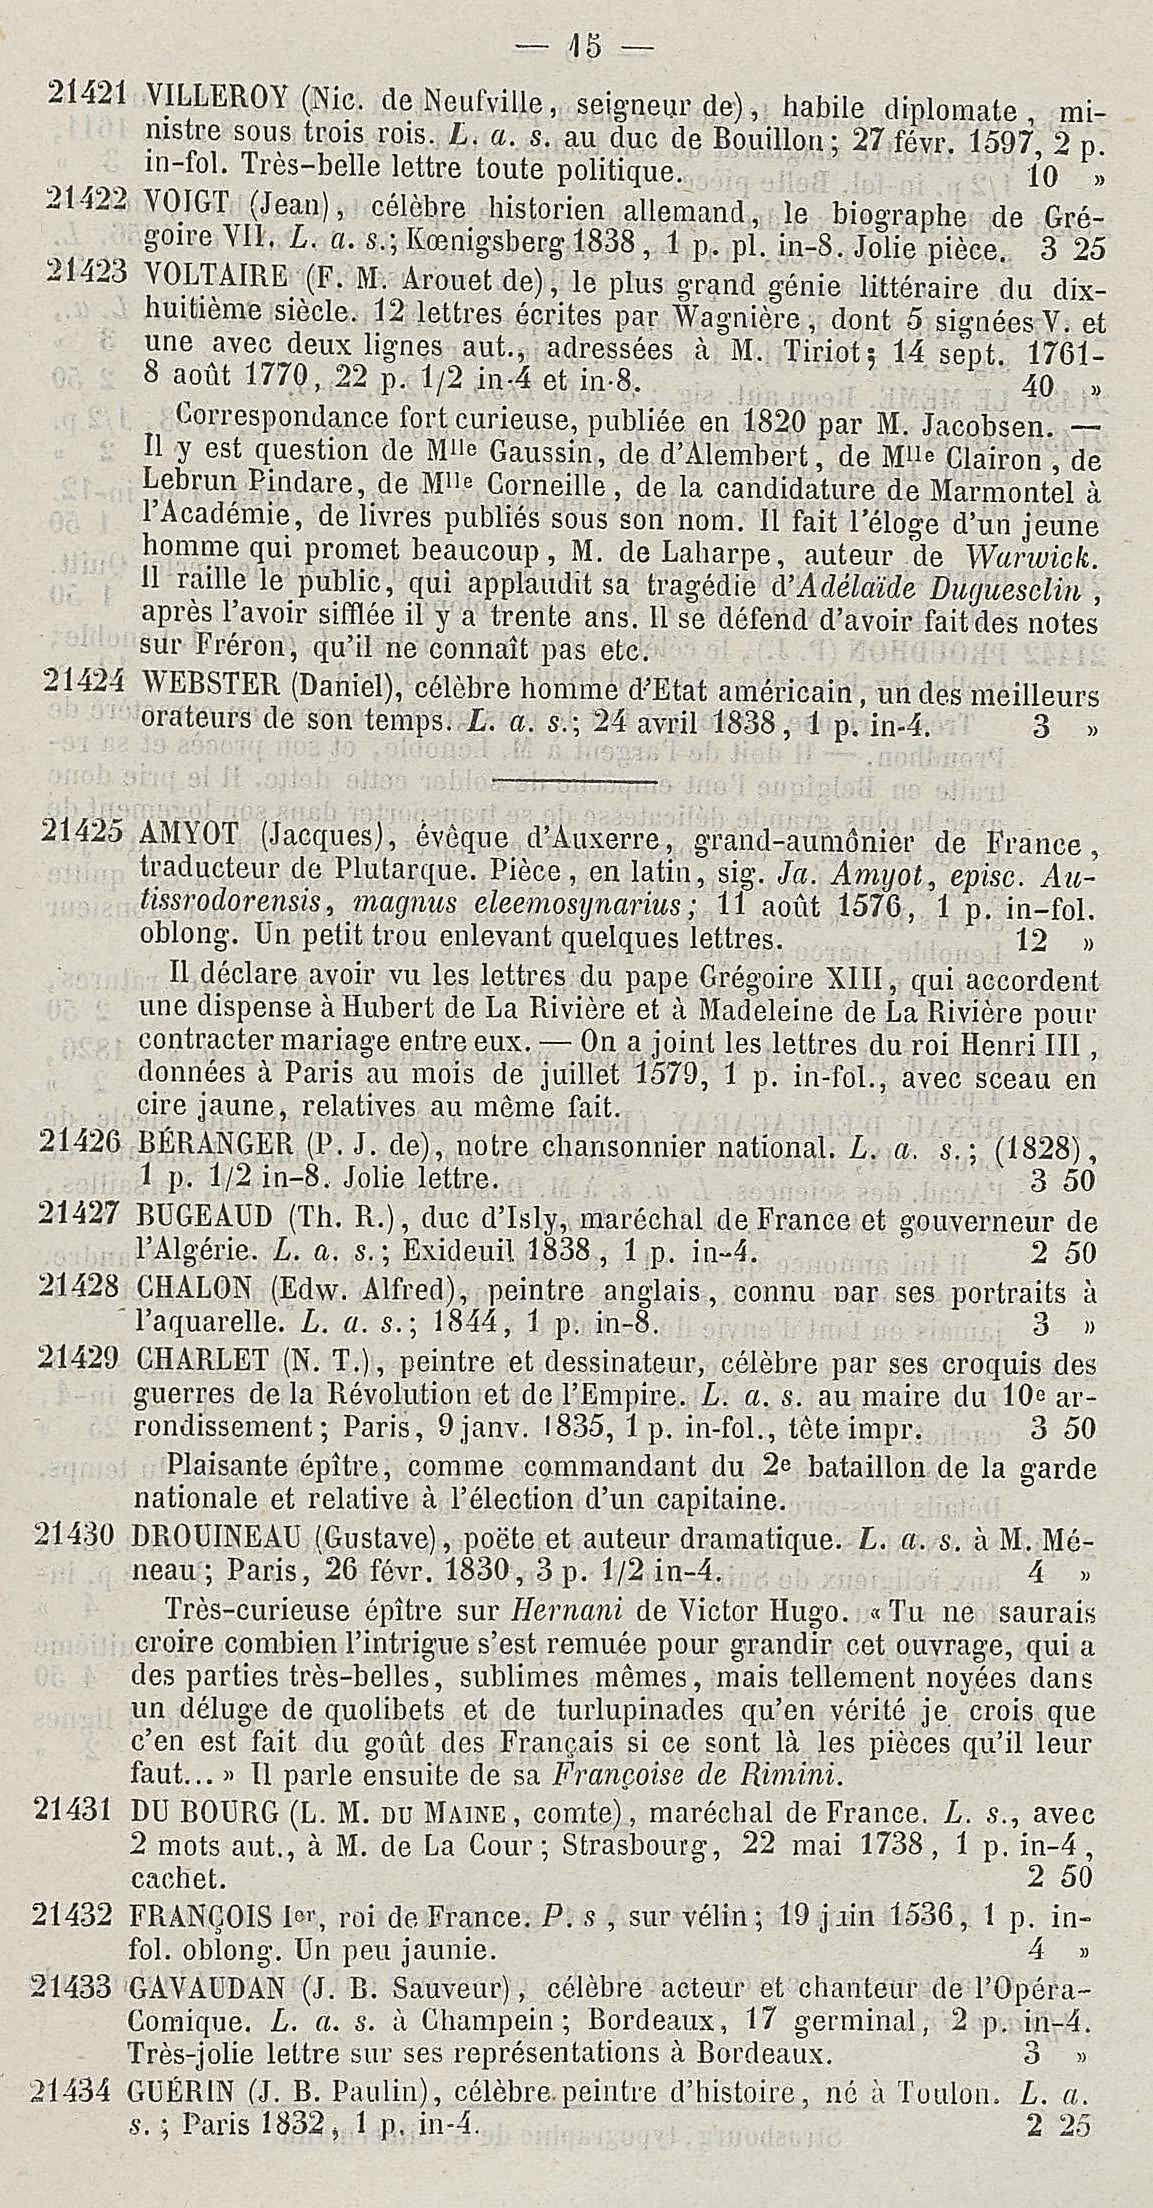 — 15 —
21421 VILLEROY (Nic. de Neufville, seigneur de), habile diplomate, mi-
nistre sous trois rois. L. a. s. au duc de Bouillon; 27 févr. 1597, 2 p.
in-fol. Très-belle lettre toute politique. 10 »
21422 VOIGT (Jean), célèbre historien allemand, le biographe de Gré-
goire VII. L. a. s.; Kœnigsberg 1838, 1 p. pl. in-8. Jolie pièce. 3 25
21423 VOLTAIRE (F. M. Arouet de), le plus grand génie littéraire du dix-
huitième siècle. 12 lettres écrites par Wagnière, dont 5 signées V. et
une avec deux lignes aut., adressées à M. Tiriot; 14 sept. 1761-
8 août 1770, 22 p. 1/2 in-4 et in-8. 40 »
Correspondance fort curieuse, publiée en 1820 par M. Jacobsen. —
Il y est question de Mlle Gaussin, de d'Alembert, de Mlle Clairon, de
Lebrun Pindare, de Mlle Corneille, de la candidature de Marmontel à
l'Académie, de livres publiés sous son nom. Il fait l'éloge d'un jeune
homme qui promet beaucoup, M. de Laharpe, auteur de Warwick.
Il raille le public, qui applaudit sa tragédie d'Adélaïde Duguesclin,
après l'avoir sifflée il y a trente ans. Il se défend d'avoir fait des notes
sur Fréron, qu'il ne connaît pas etc.
21424 WEBSTER (Daniel), célèbre homme d'Etat américain, un des meilleurs
orateurs de son temps. L. a. s.; 24 avril 1838, 1 p. in-4. 3 »
21425 AMYOT (Jacques), évêque d'Auxerre, grand-aumônier de France,
traducteur de Plutarque. Pièce, en latin, sig. Ja. Amyot, episc. Au-
tissrodorensis, magnus eleemosynarius; 11 août 1576, 1 p. in-fol.
oblong. Un petit trou enlevant quelques lettres. 12 »
Il déclare avoir vu les lettres du pape Grégoire XIII, qui accordent
une dispense à Hubert de La Rivière et à Madeleine de La Rivière pour
contracter mariage entre eux. — On a joint les lettres du roi Henri III,
données à Paris au mois de juillet 1579, 1 p. in-fol., avec sceau en
cire jaune, relatives au même fait.
21426 BÉRANGER (P. J. de), notre chansonnier national. L. a. s.; (1828),
1 p. 1/2 in-8. Jolie lettre. 3 50
21427 BUGEAUD (Th. R.), duc d'Isly, maréchal de France et gouverneur de
l'Algérie. L. a. s.; Exideuil 1838, 1 p. in-4. 2 50
21428 CHALON (Edw. Alfred), peintre anglais, connu par ses portraits à
l'aquarelle. L. a. s.; 1844, 1 p. in-8. 3 »
21429 CHARLET (N. T.), peintre et dessinateur, célèbre par ses croquis des
guerres de la Révolution et de l'Empire. L. a. s. au maire du 10e ar-
rondissement; Paris, 9 janv. 1835, 1 p. in-fol., tête impr. 3 50
Plaisante épître, comme commandant du 2e bataillon de la garde
nationale et relative à l'élection d'un capitaine.
21430 DROUINEAU (Gustave), poëte et auteur dramatique. L. a. s. à M. Mé-
neau; Paris, 26 févr. 1830, 3 p. 1/2 in-4. 4 »
Très-curieuse épître sur Hernani de Victor Hugo. «Tu ne saurais
croire combien l'intrigue s'est remuée pour grandir cet ouvrage, qui a
des parties très-belles, sublimes mêmes, mais tellement noyées dans
un déluge de quolibets et de turlupinades qu'en vérité je crois que
c'en est fait du goût des Français si ce sont là les pièces qu'il leur
faut...» Il parle ensuite de sa Françoise de Rimini.
21431 DU BOURG (L. M. DU MAINE, comte), maréchal de France. L. s., avec
2 mots aut., à M. de La Cour; Strasbourg, 22 mai 1738, 1 p. in-4,
cachet. 2 50
21432 FRANÇOIS Ier, roi de France. P. s, sur vélin; 19 juin 1536, 1 p. in-
fol. oblong. Un peu jaunie. 4 »
21433 GAVAUDAN (J. B. Sauveur), célèbre acteur et chanteur de l'Opéra-
Comique. L. a. s. à Champein; Bordeaux, 17 germinal, 2 p. in-4.
Très-jolie lettre sur ses représentations à Bordeaux. 3 »
21434 GUÉRIN (J. B. Paulin), célèbre peintre d'histoire, né à Toulon. L. a.
s.; Paris 1832, 1 p. in-4. 2 25